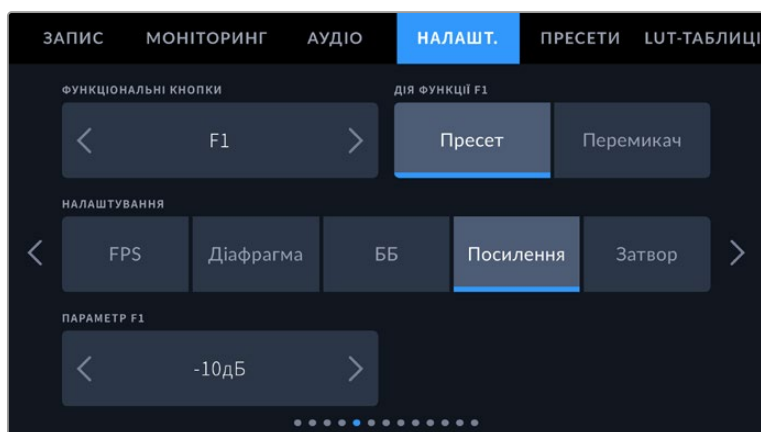 ЗАПИС МОНІТОРИНГ АУДІО НАЛАШТ. ПРЕСЕТИ LUT-ТАБЛИЦІ
ФУНКЦІОНАЛЬНІ КНОПКИ ДІЯ ФУНКЦІЇ F1
F1 Пресет Перемикач
НАЛАШТУВАННЯ
FPS Діафрагма ББ Посилення Затвор
ПАРАМЕТР F1
-10дБ